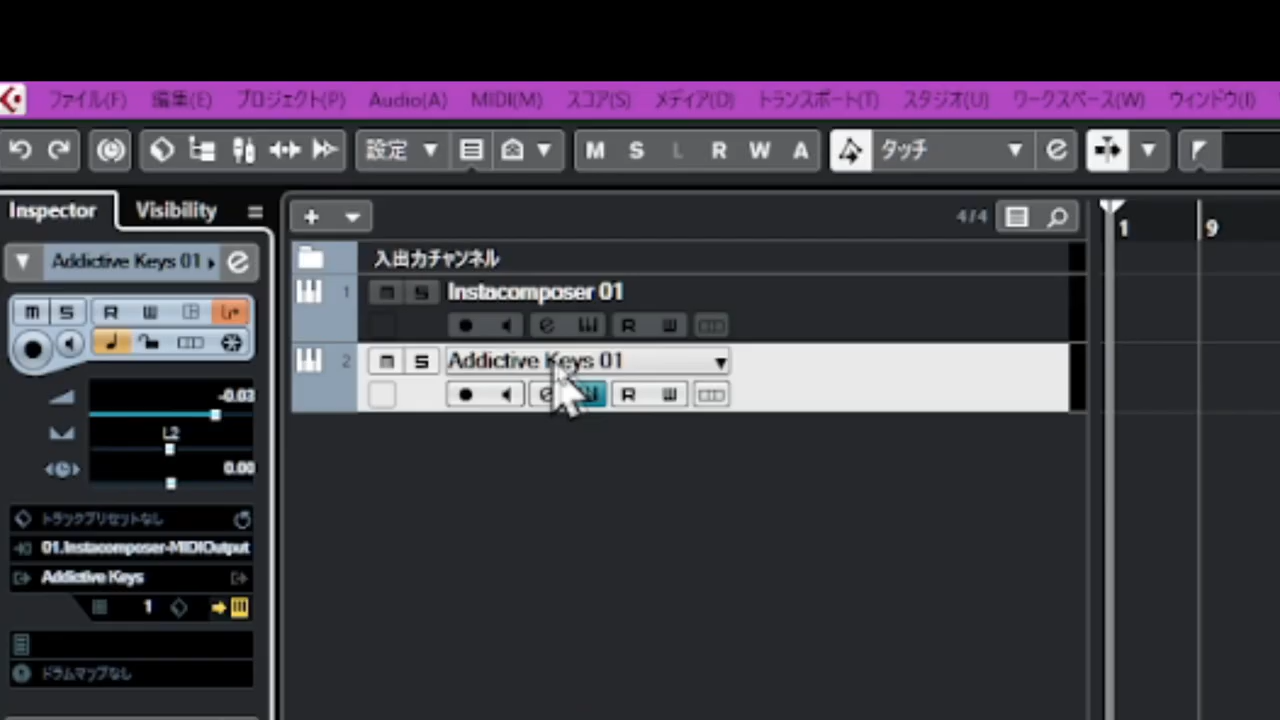 ファイル(F) 編集(E) プロジェクト(P) Audio(A) MIDI(M) スコア(S) メディア(D) トランスポート(T) スタジオ(U) ワークスペース(W) ウィンドウ(I)
設定 M S L R W A タッチ
Inspector Visibility 4/4 1 9
Addictive Keys 01 入出力チャンネル
1 m S Instacomposer 01
m S R W
R W
2 m S Addictive Keys 01
-0.03 R W
L2
0.00
トラックプリセットなし
01.Instacomposer-MIDIOutput
Addictive Keys
1
ドラムマップなし